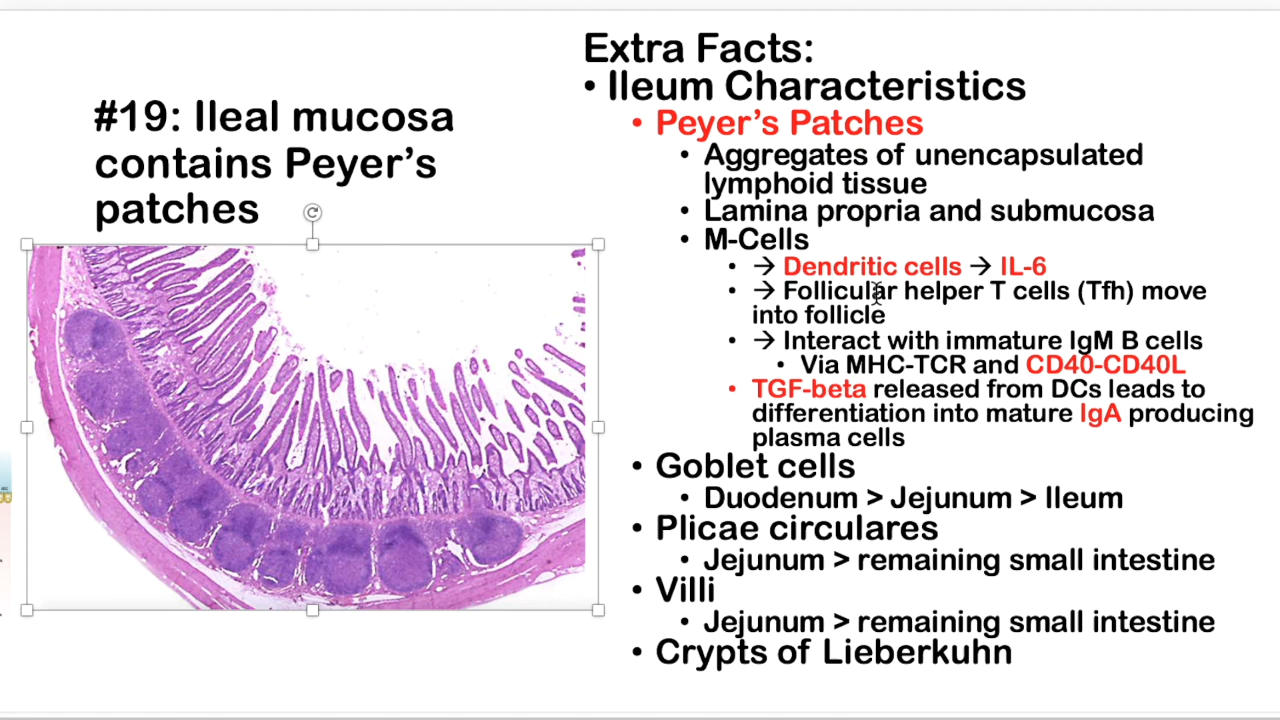 #19: Ileal mucosa
contains Peyer's
patches
Extra Facts:
• Ileum Characteristics
• Peyer's Patches
• Aggregates of unencapsulated
lymphoid tissue
• Lamina propria and submucosa
• M-Cells
• → Dendritic cells → IL-6
• → Follicular helper T cells (Tfh) move
into follicle
• → Interact with immature IgM B cells
• Via MHC-TCR and CD40-CD40L
• TGF-beta released from DCs leads to
differentiation into mature IgA producing
plasma cells
• Goblet cells
• Duodenum > Jejunum > Ileum
• Plicae circulares
• Jejunum > remaining small intestine
• Villi
• Jejunum > remaining small intestine
• Crypts of Lieberkuhn